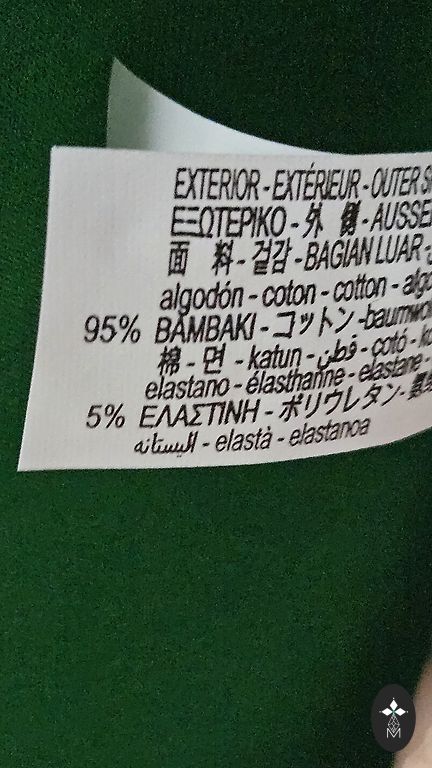 EXTERIOR - EXTÉRIEUR - OUTER
ΕΞΩΤΕΡΙΚΟ - 外 側 - AUSSE
面 料 - 겉감 - BAGIAN LUAR -
algodón - coton - cotton - algo
95% ΒΑΜΒΑΚΙ - コットン - baumwo
棉 - 면 - katun - قطن - cotó - ko
elastano - élasthanne - elastane -
5% ΕΛΑΣΤΙΝΗ - ポリウレタン -
اليستانه - elastà - elastanoa